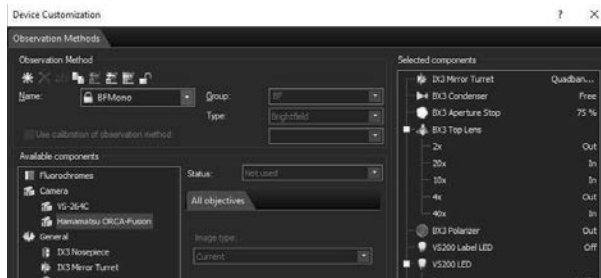 Device Customization
? X
Observation Methods
Observation Method
Name:
BFMono
Group:
BF
Type:
Brightfield
Use calibration of observation method:
Available components
Fluorochromes
Camera
VS-264C
Hamamatsu ORCA-Fusion
General
IX3 Nosepiece
IX3 Mirror Turret
Status:
Not used
All objectives
Image type:
Current
Selected components
IX3 Mirror Turret Quadban...
BX3 Condenser Free
BX3 Aperture Stop 75 %
BX3 Top Lens
2x Out
20x In
10x In
4x Out
40x In
BX3 Polarizer Out
VS200 Label LED Off
VS200 LED